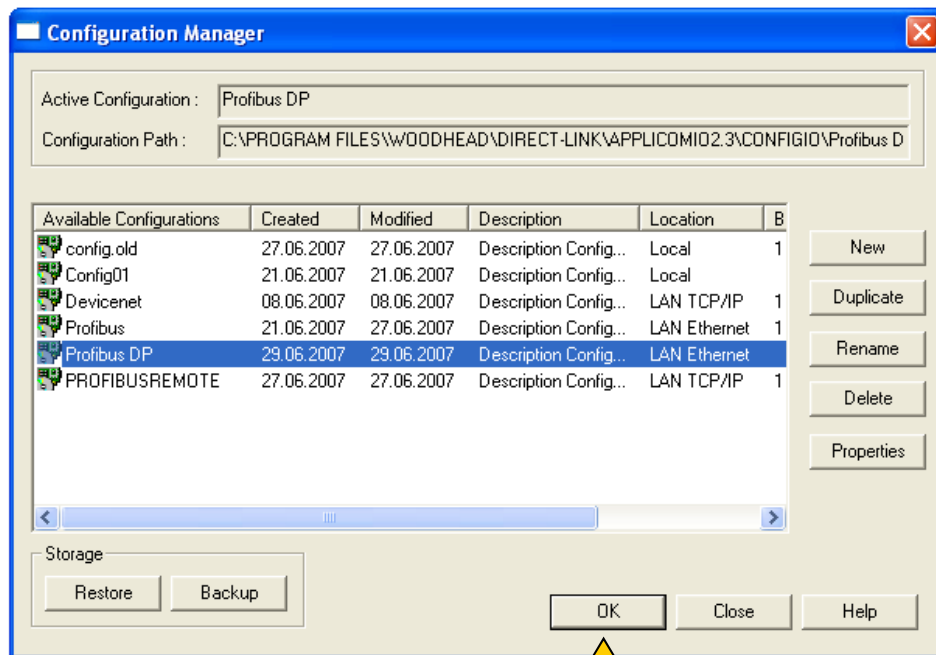 Configuration Manager
Active Configuration : Profibus DP
Configuration Path : C:\PROGRAM FILES\WOODHEAD\DIRECT-LINK\APPLICOMIO2.3\CONFIGIO\Profibus D
Available Configurations Created Modified Description Location B
config.old 27.06.2007 27.06.2007 Description Config... Local 1
Config01 21.06.2007 21.06.2007 Description Config... Local
Devicenet 08.06.2007 08.06.2007 Description Config... LAN TCP/IP 1
Profibus 21.06.2007 27.06.2007 Description Config... LAN Ethernet 1
Profibus DP 29.06.2007 29.06.2007 Description Config... LAN Ethernet
PROFIBUSREMOTE 27.06.2007 27.06.2007 Description Config... LAN TCP/IP 1
New
Duplicate
Rename
Delete
Properties
Storage
Restore Backup
OK Close Help